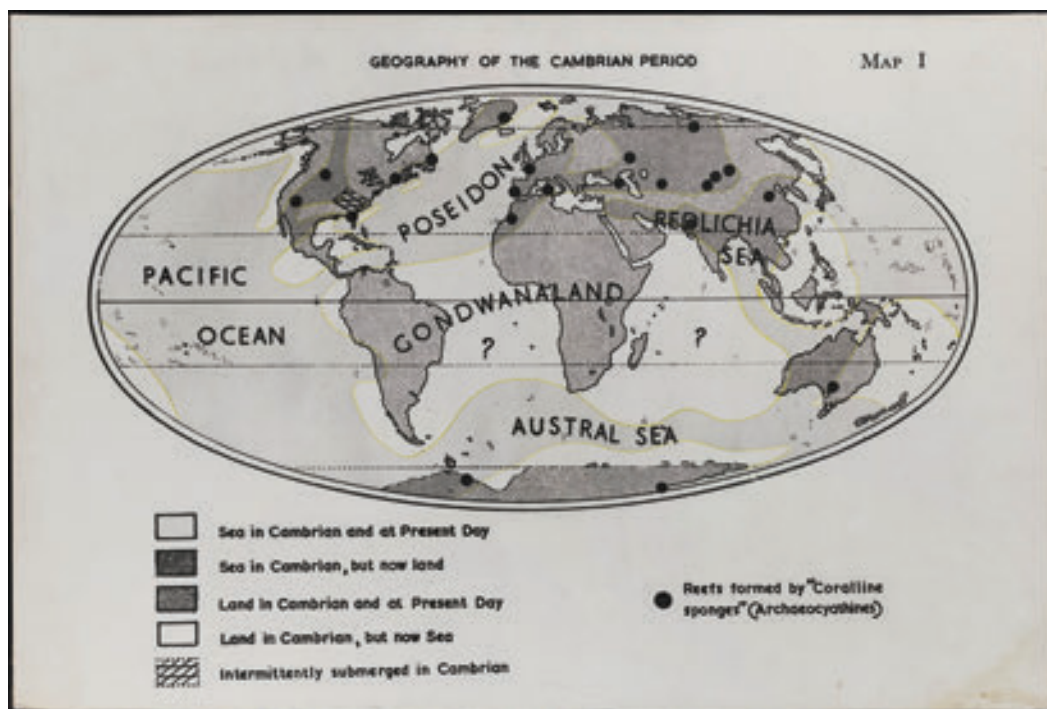 GEOGRAPHY OF THE CAMBRIAN PERIOD
MAP I
POSEIDON
REDLICHIA
SEA
PACIFIC
OCEAN
GONDWANALAND
?
?
AUSTRAL SEA
Sea in Cambrian and at Present Day
Sea in Cambrian, but now land
Land in Cambrian and at Present Day
Land in Cambrian, but now Sea
Intermittently submerged in Cambrian
Reefs formed by "Coralline
sponges" (Archaeocyathines)